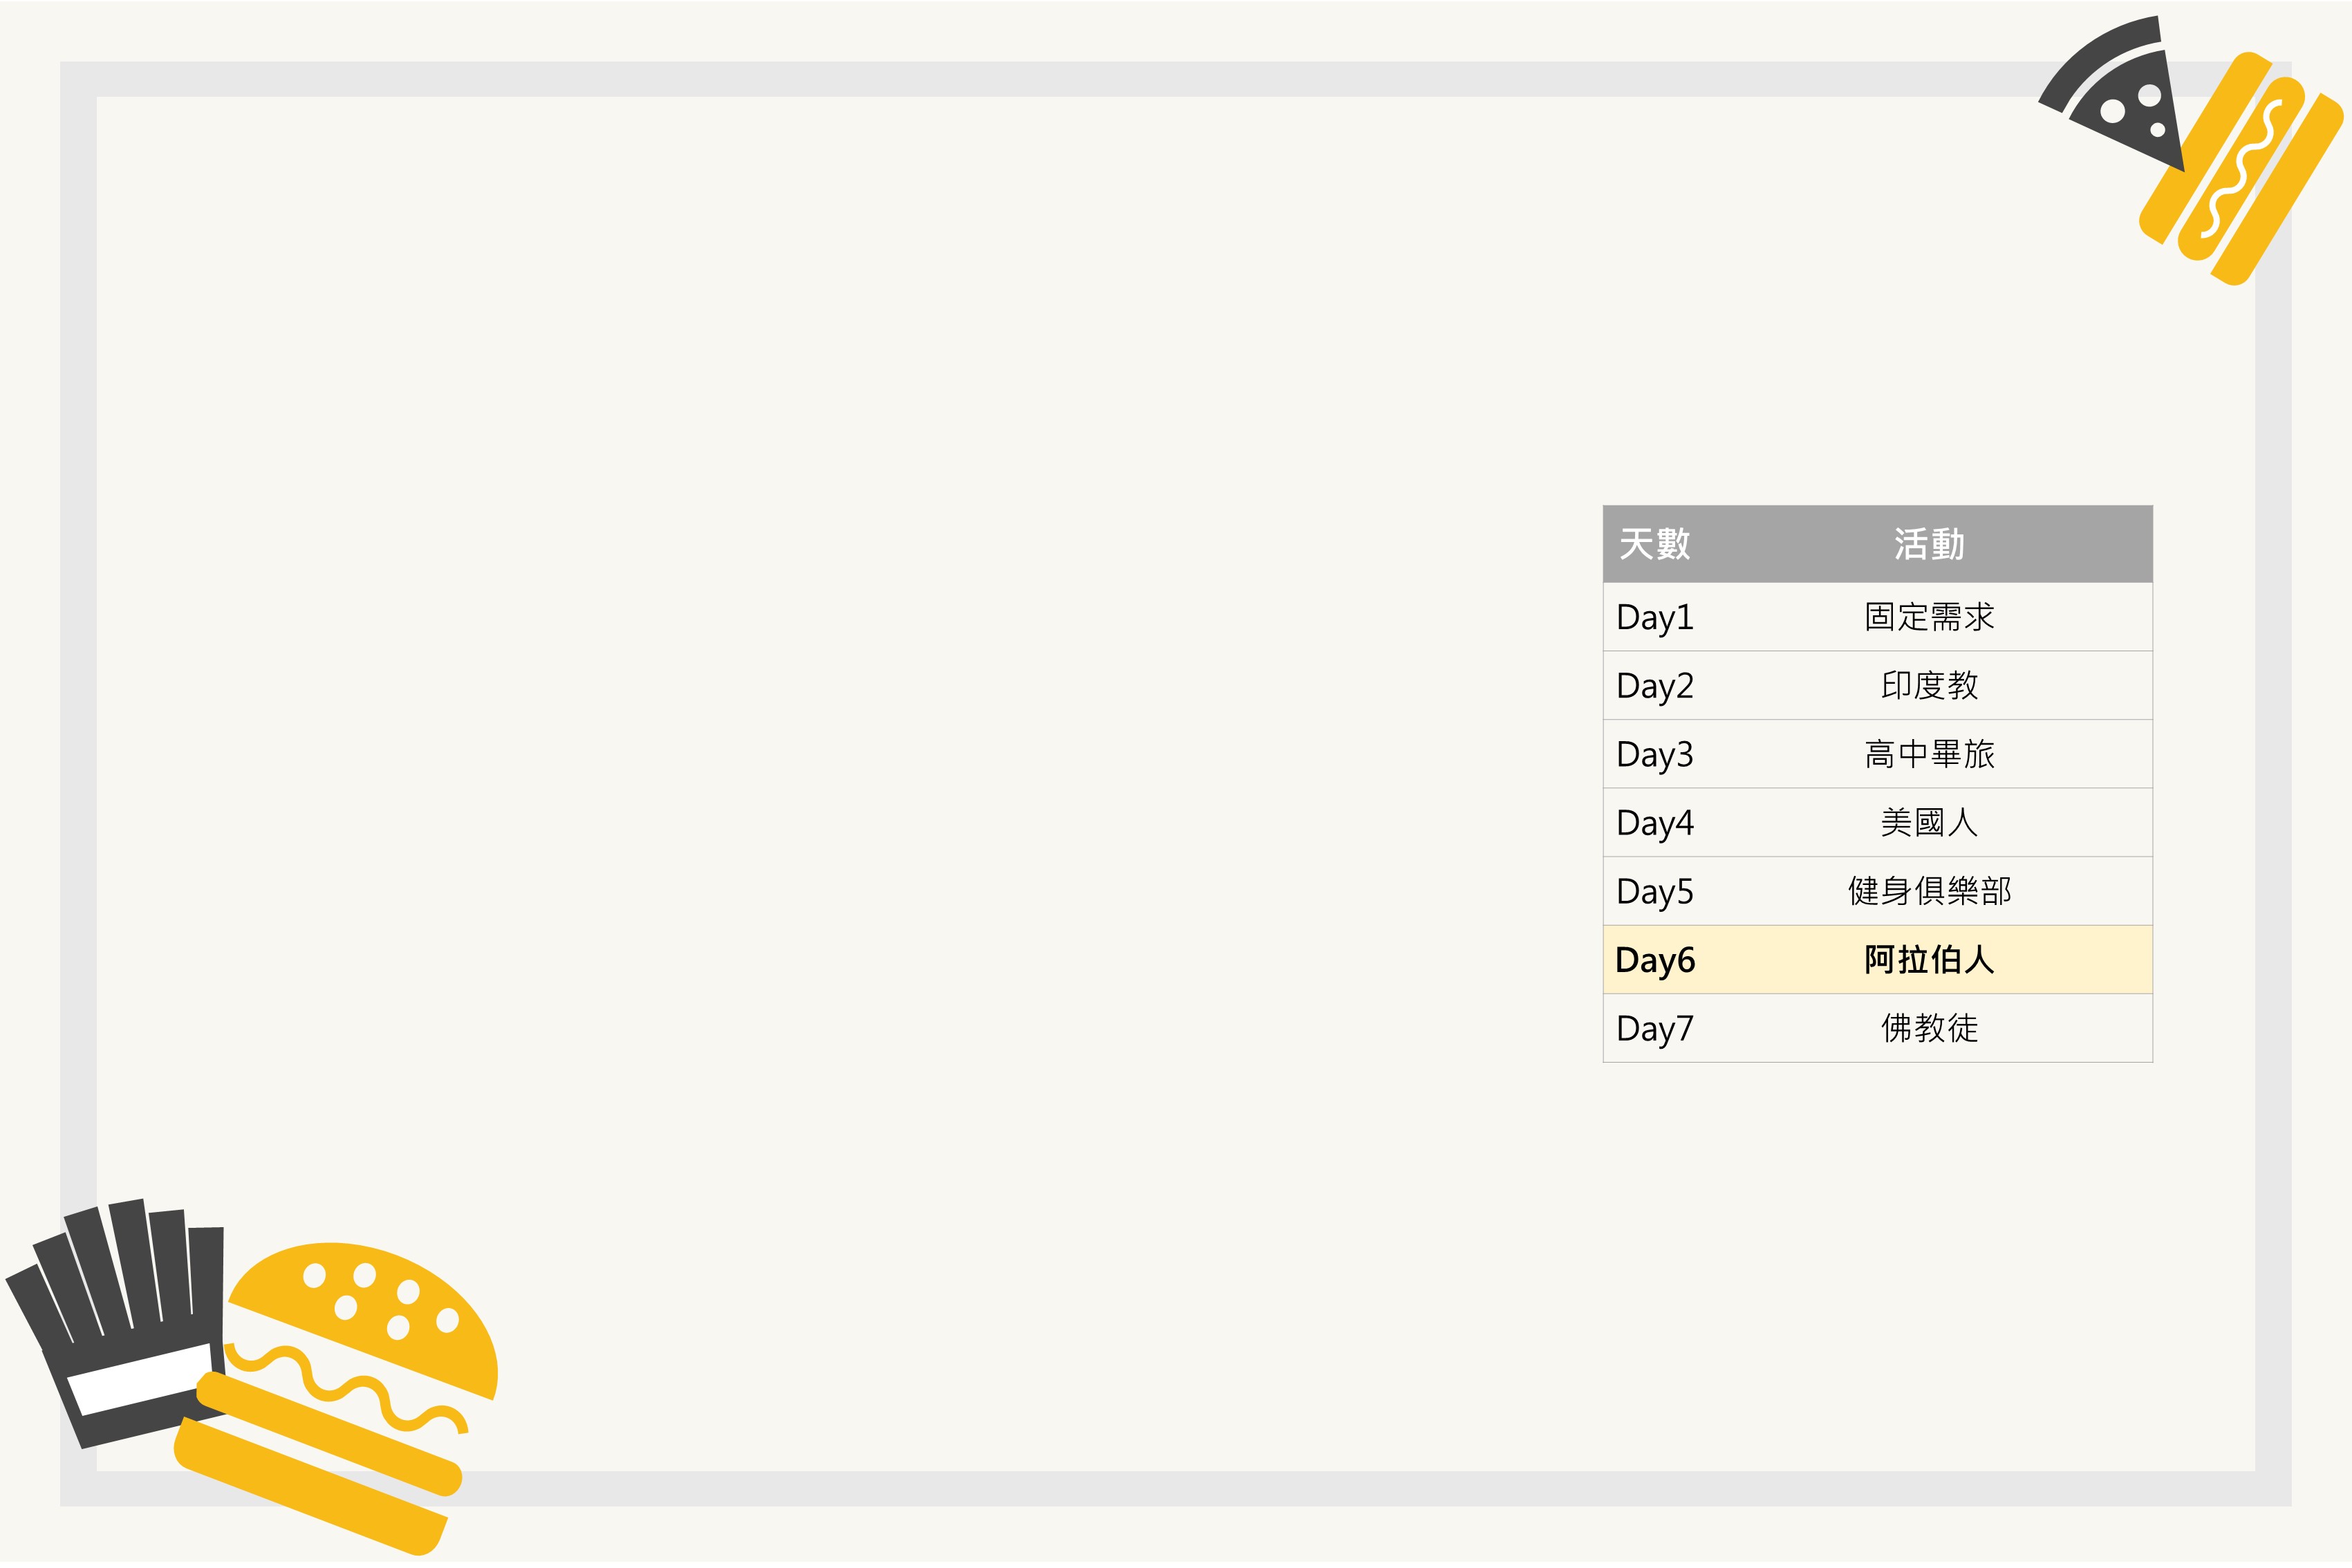 天數 活動
Day1 固定需求
Day2 印度教
Day3 高中畢旅
Day4 美國人
Day5 健身俱樂部
Day6 阿拉伯人
Day7 佛教徒